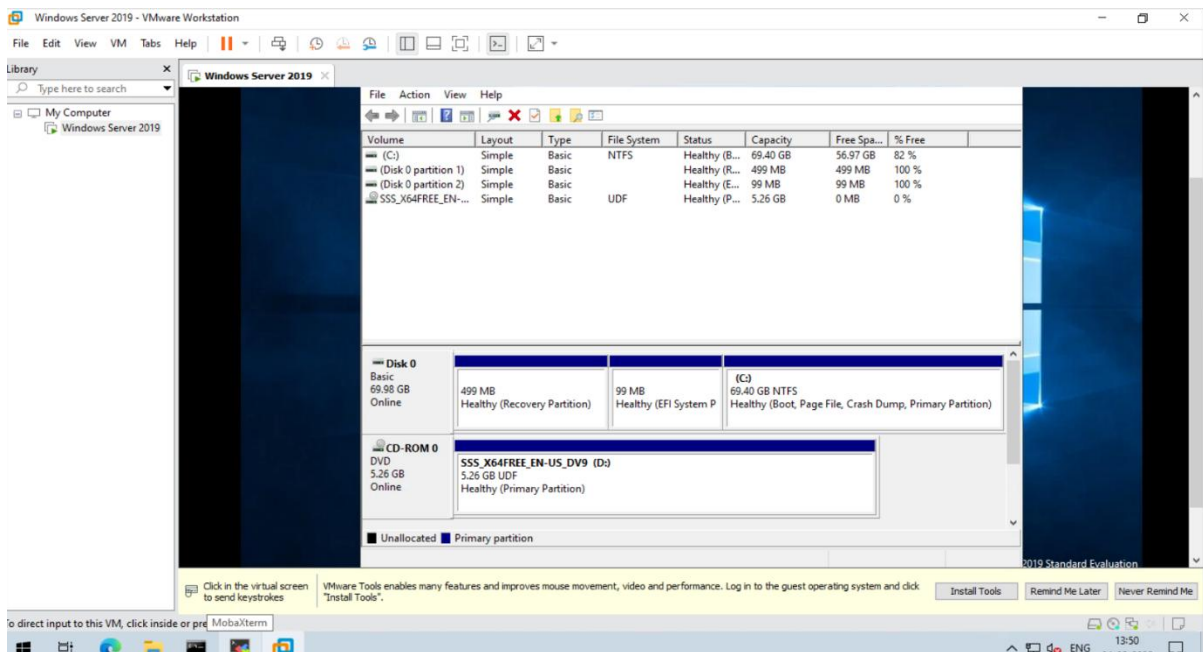 Windows Server 2019 - VMware Workstation
File Edit View VM Tabs Help
Library
Type here to search
My Computer
Windows Server 2019
Windows Server 2019
File Action View Help
Volume Layout Type File System Status Capacity Free Spa... % Free
(C:) Simple Basic NTFS Healthy (B... 69.40 GB 56.97 GB 82 %
(Disk 0 partition 1) Simple Basic Healthy (R... 499 MB 499 MB 100 %
(Disk 0 partition 2) Simple Basic Healthy (E... 99 MB 99 MB 100 %
SSS_X64FREE_EN-... Simple Basic UDF Healthy (P... 5.26 GB 0 MB 0 %
Disk 0
Basic
69.98 GB
Online
499 MB
Healthy (Recovery Partition)
99 MB
Healthy (EFI System P
(C:)
69.40 GB NTFS
Healthy (Boot, Page File, Crash Dump, Primary Partition)
CD-ROM 0
DVD
5.26 GB
Online
SSS_X64FREE_EN-US_DV9 (D:)
5.26 GB UDF
Healthy (Primary Partition)
Unallocated Primary partition
2019 Standard Evaluation
Click in the virtual screen
to send keystrokes
VMware Tools enables many features and improves mouse movement, video and performance. Log in to the guest operating system and click
"Install Tools".
Install Tools
Remind Me Later
Never Remind Me
To direct input to this VM, click inside or pre
MobaXterm
ENG
13:50